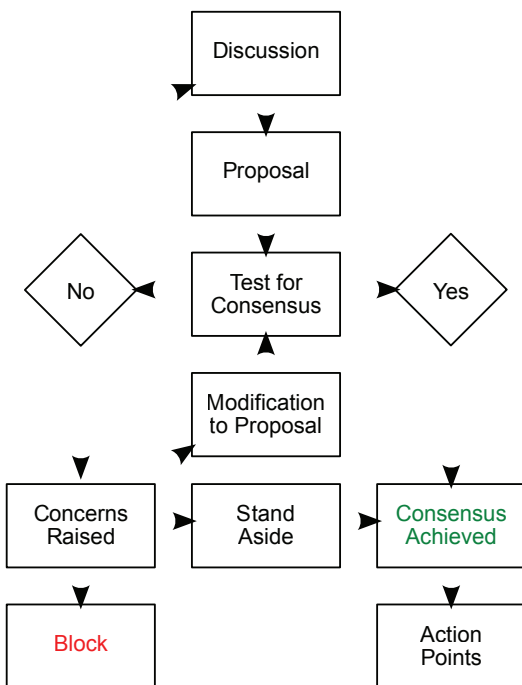 Discussion
Proposal
No
Test for
Consensus
Yes
Modification
to Proposal
Concerns
Raised
Stand
Aside
Consensus
Achieved
Block
Action
Points